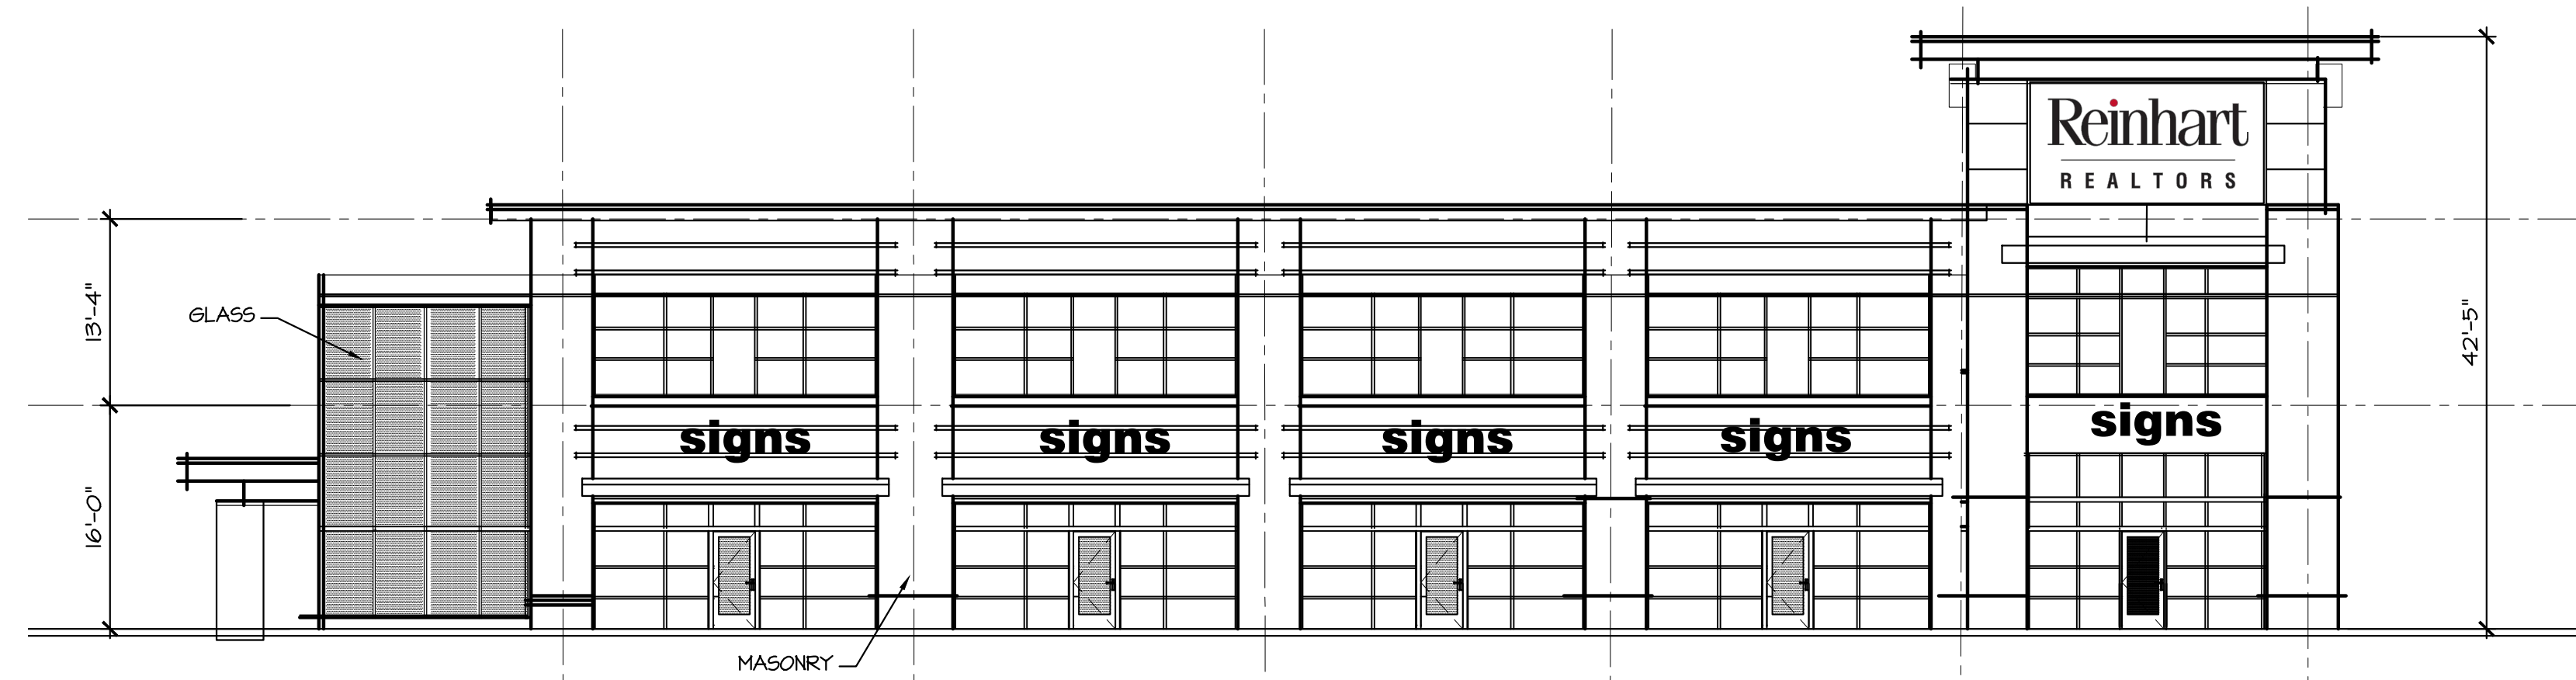 Reinhart
REALTORS
13'-4"
GLASS
42'-5"
signs
signs
signs
signs
signs
16'-0"
MASONRY